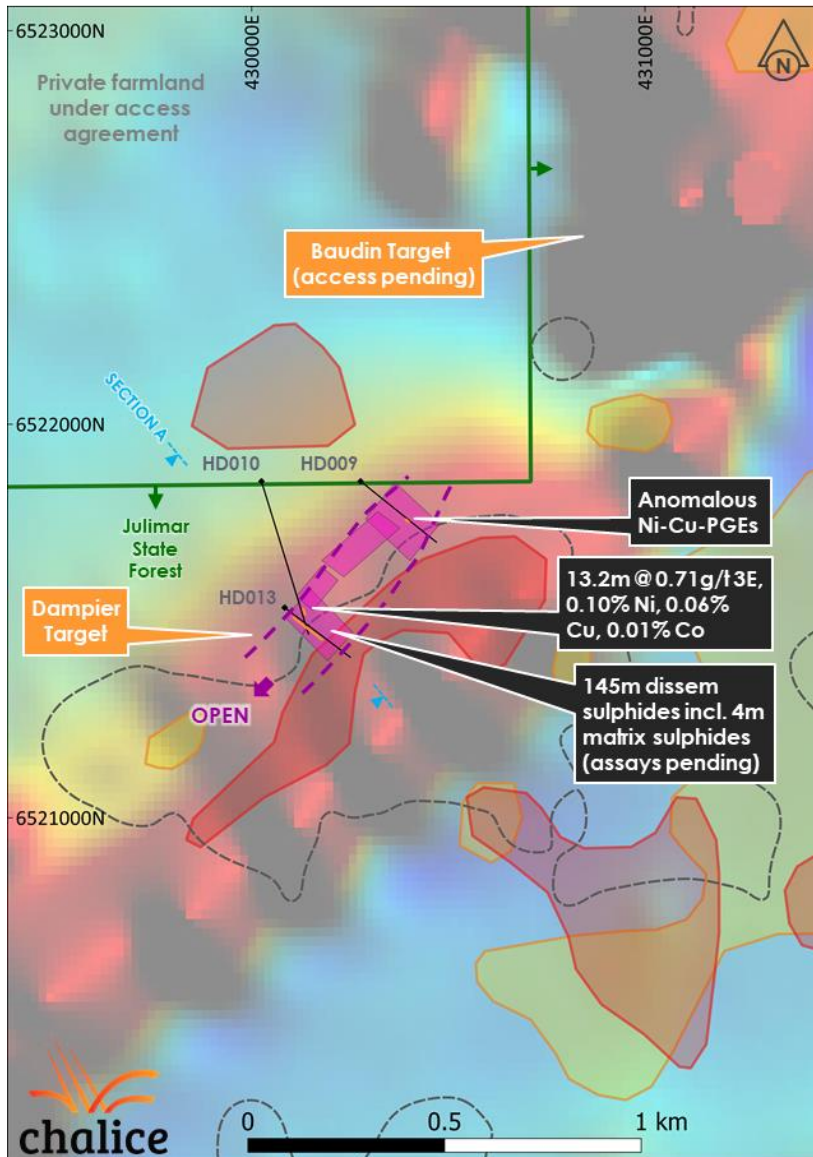 6523000N
430000E
431000E
N
Private farmland
under access
agreement
Baudin Target
(access pending)
SECTION A
6522000N
HD010
HD009
Julimar
State
Forest
Anomalous
Ni-Cu-PGEs
HD013
13.2m @ 0.71g/t 3E,
0.10% Ni, 0.06%
Cu, 0.01% Co
Dampier
Target
145m dissem
sulphides incl. 4m
matrix sulphides
(assays pending)
OPEN
6521000N
chalice
0 0.5 1 km